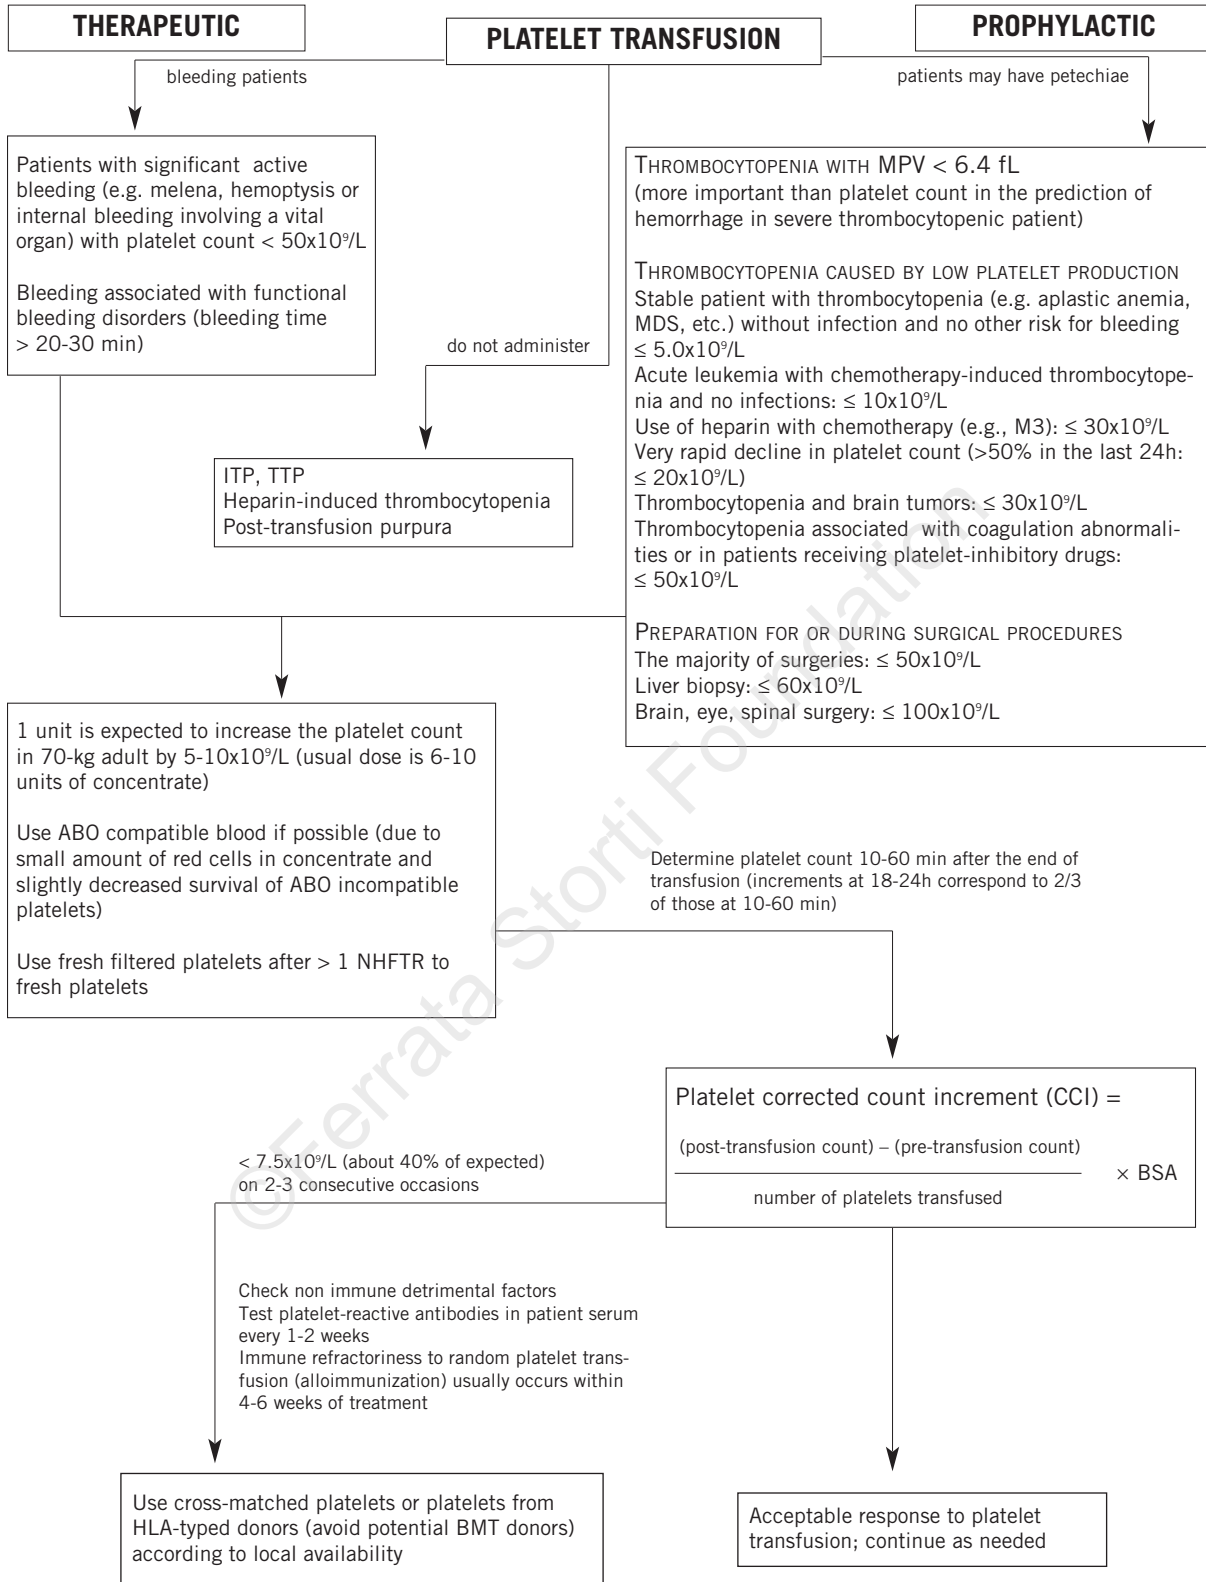 THERAPEUTIC
PLATELET TRANSFUSION
PROPHYLACTIC
bleeding patients
patients may have petechiae
Patients with significant active
bleeding (e.g. melena, hemoptysis or
internal bleeding involving a vital
organ) with platelet count < 50x10⁹/L
Bleeding associated with functional
bleeding disorders (bleeding time
> 20-30 min)
do not administer
ITP, TTP
Heparin-induced thrombocytopenia
Post-transfusion purpura
THROMBOCYTOPENIA WITH MPV < 6.4 fL
(more important than platelet count in the prediction of
hemorrhage in severe thrombocytopenic patient)
THROMBOCYTOPENIA CAUSED BY LOW PLATELET PRODUCTION
Stable patient with thrombocytopenia (e.g. aplastic anemia,
MDS, etc.) without infection and no other risk for bleeding
≤ 5.0x10⁹/L
Acute leukemia with chemotherapy-induced thrombocytope-
nia and no infections: ≤ 10x10⁹/L
Use of heparin with chemotherapy (e.g., M3): ≤ 30x10⁹/L
Very rapid decline in platelet count (>50% in the last 24h:
≤ 20x10⁹/L)
Thrombocytopenia and brain tumors: ≤ 30x10⁹/L
Thrombocytopenia associated with coagulation abnormali-
ties or in patients receiving platelet-inhibitory drugs:
≤ 50x10⁹/L
PREPARATION FOR OR DURING SURGICAL PROCEDURES
The majority of surgeries: ≤ 50x10⁹/L
Liver biopsy: ≤ 60x10⁹/L
Brain, eye, spinal surgery: ≤ 100x10⁹/L
1 unit is expected to increase the platelet count
in 70-kg adult by 5-10x10⁹/L (usual dose is 6-10
units of concentrate)
Use ABO compatible blood if possible (due to
small amount of red cells in concentrate and
slightly decreased survival of ABO incompatible
platelets)
Use fresh filtered platelets after > 1 NHFTR to
fresh platelets
Determine platelet count 10-60 min after the end of
transfusion (increments at 18-24h correspond to 2/3
of those at 10-60 min)
Platelet corrected count increment (CCI) =
(post-transfusion count) – (pre-transfusion count)
× BSA
number of platelets transfused
< 7.5x10⁹/L (about 40% of expected)
on 2-3 consecutive occasions
Check non immune detrimental factors
Test platelet-reactive antibodies in patient serum
every 1-2 weeks
Immune refractoriness to random platelet trans-
fusion (alloimmunization) usually occurs within
4-6 weeks of treatment
Use cross-matched platelets or platelets from
HLA-typed donors (avoid potential BMT donors)
according to local availability
Acceptable response to platelet
transfusion; continue as needed
©Ferrata Storti Foundation